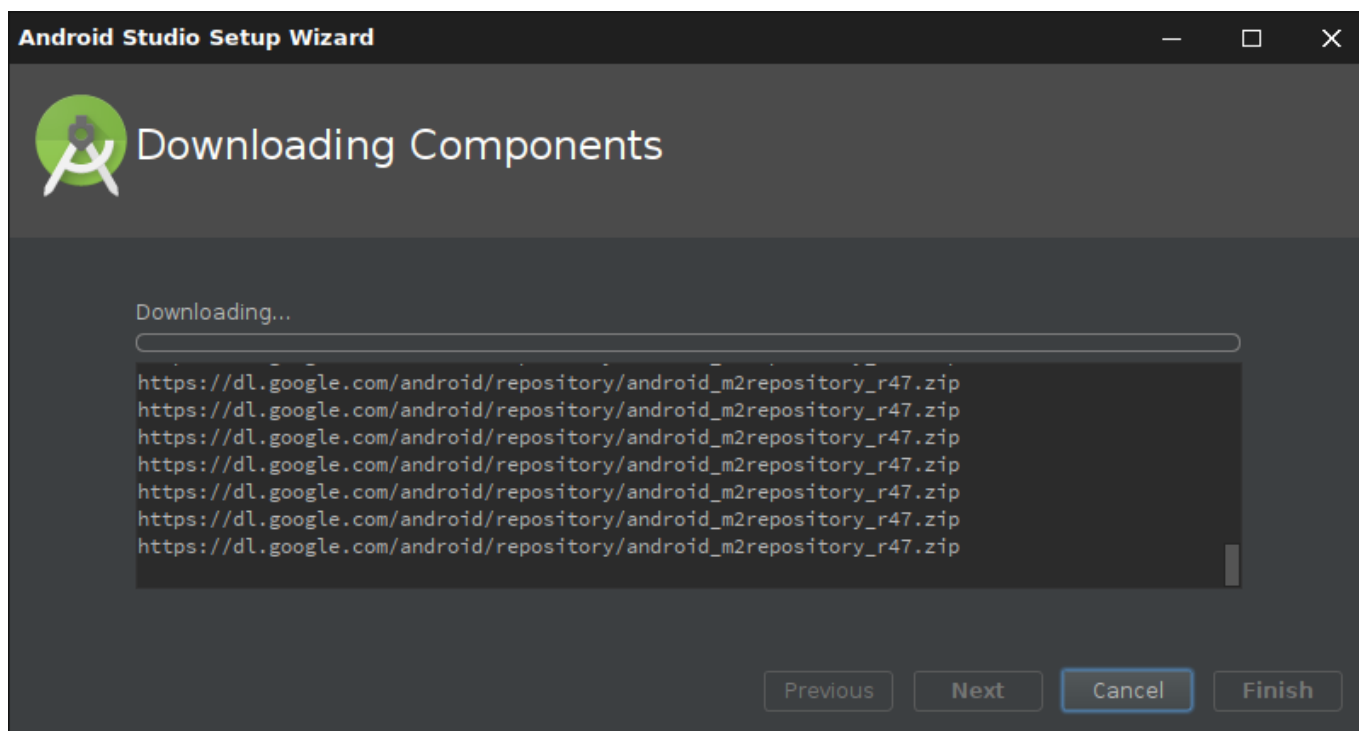 Android Studio Setup Wizard
Downloading Components
Downloading...
https://dl.google.com/android/repository/android_m2repository_r47.zip
https://dl.google.com/android/repository/android_m2repository_r47.zip
https://dl.google.com/android/repository/android_m2repository_r47.zip
https://dl.google.com/android/repository/android_m2repository_r47.zip
https://dl.google.com/android/repository/android_m2repository_r47.zip
https://dl.google.com/android/repository/android_m2repository_r47.zip
https://dl.google.com/android/repository/android_m2repository_r47.zip
Previous Next Cancel Finish